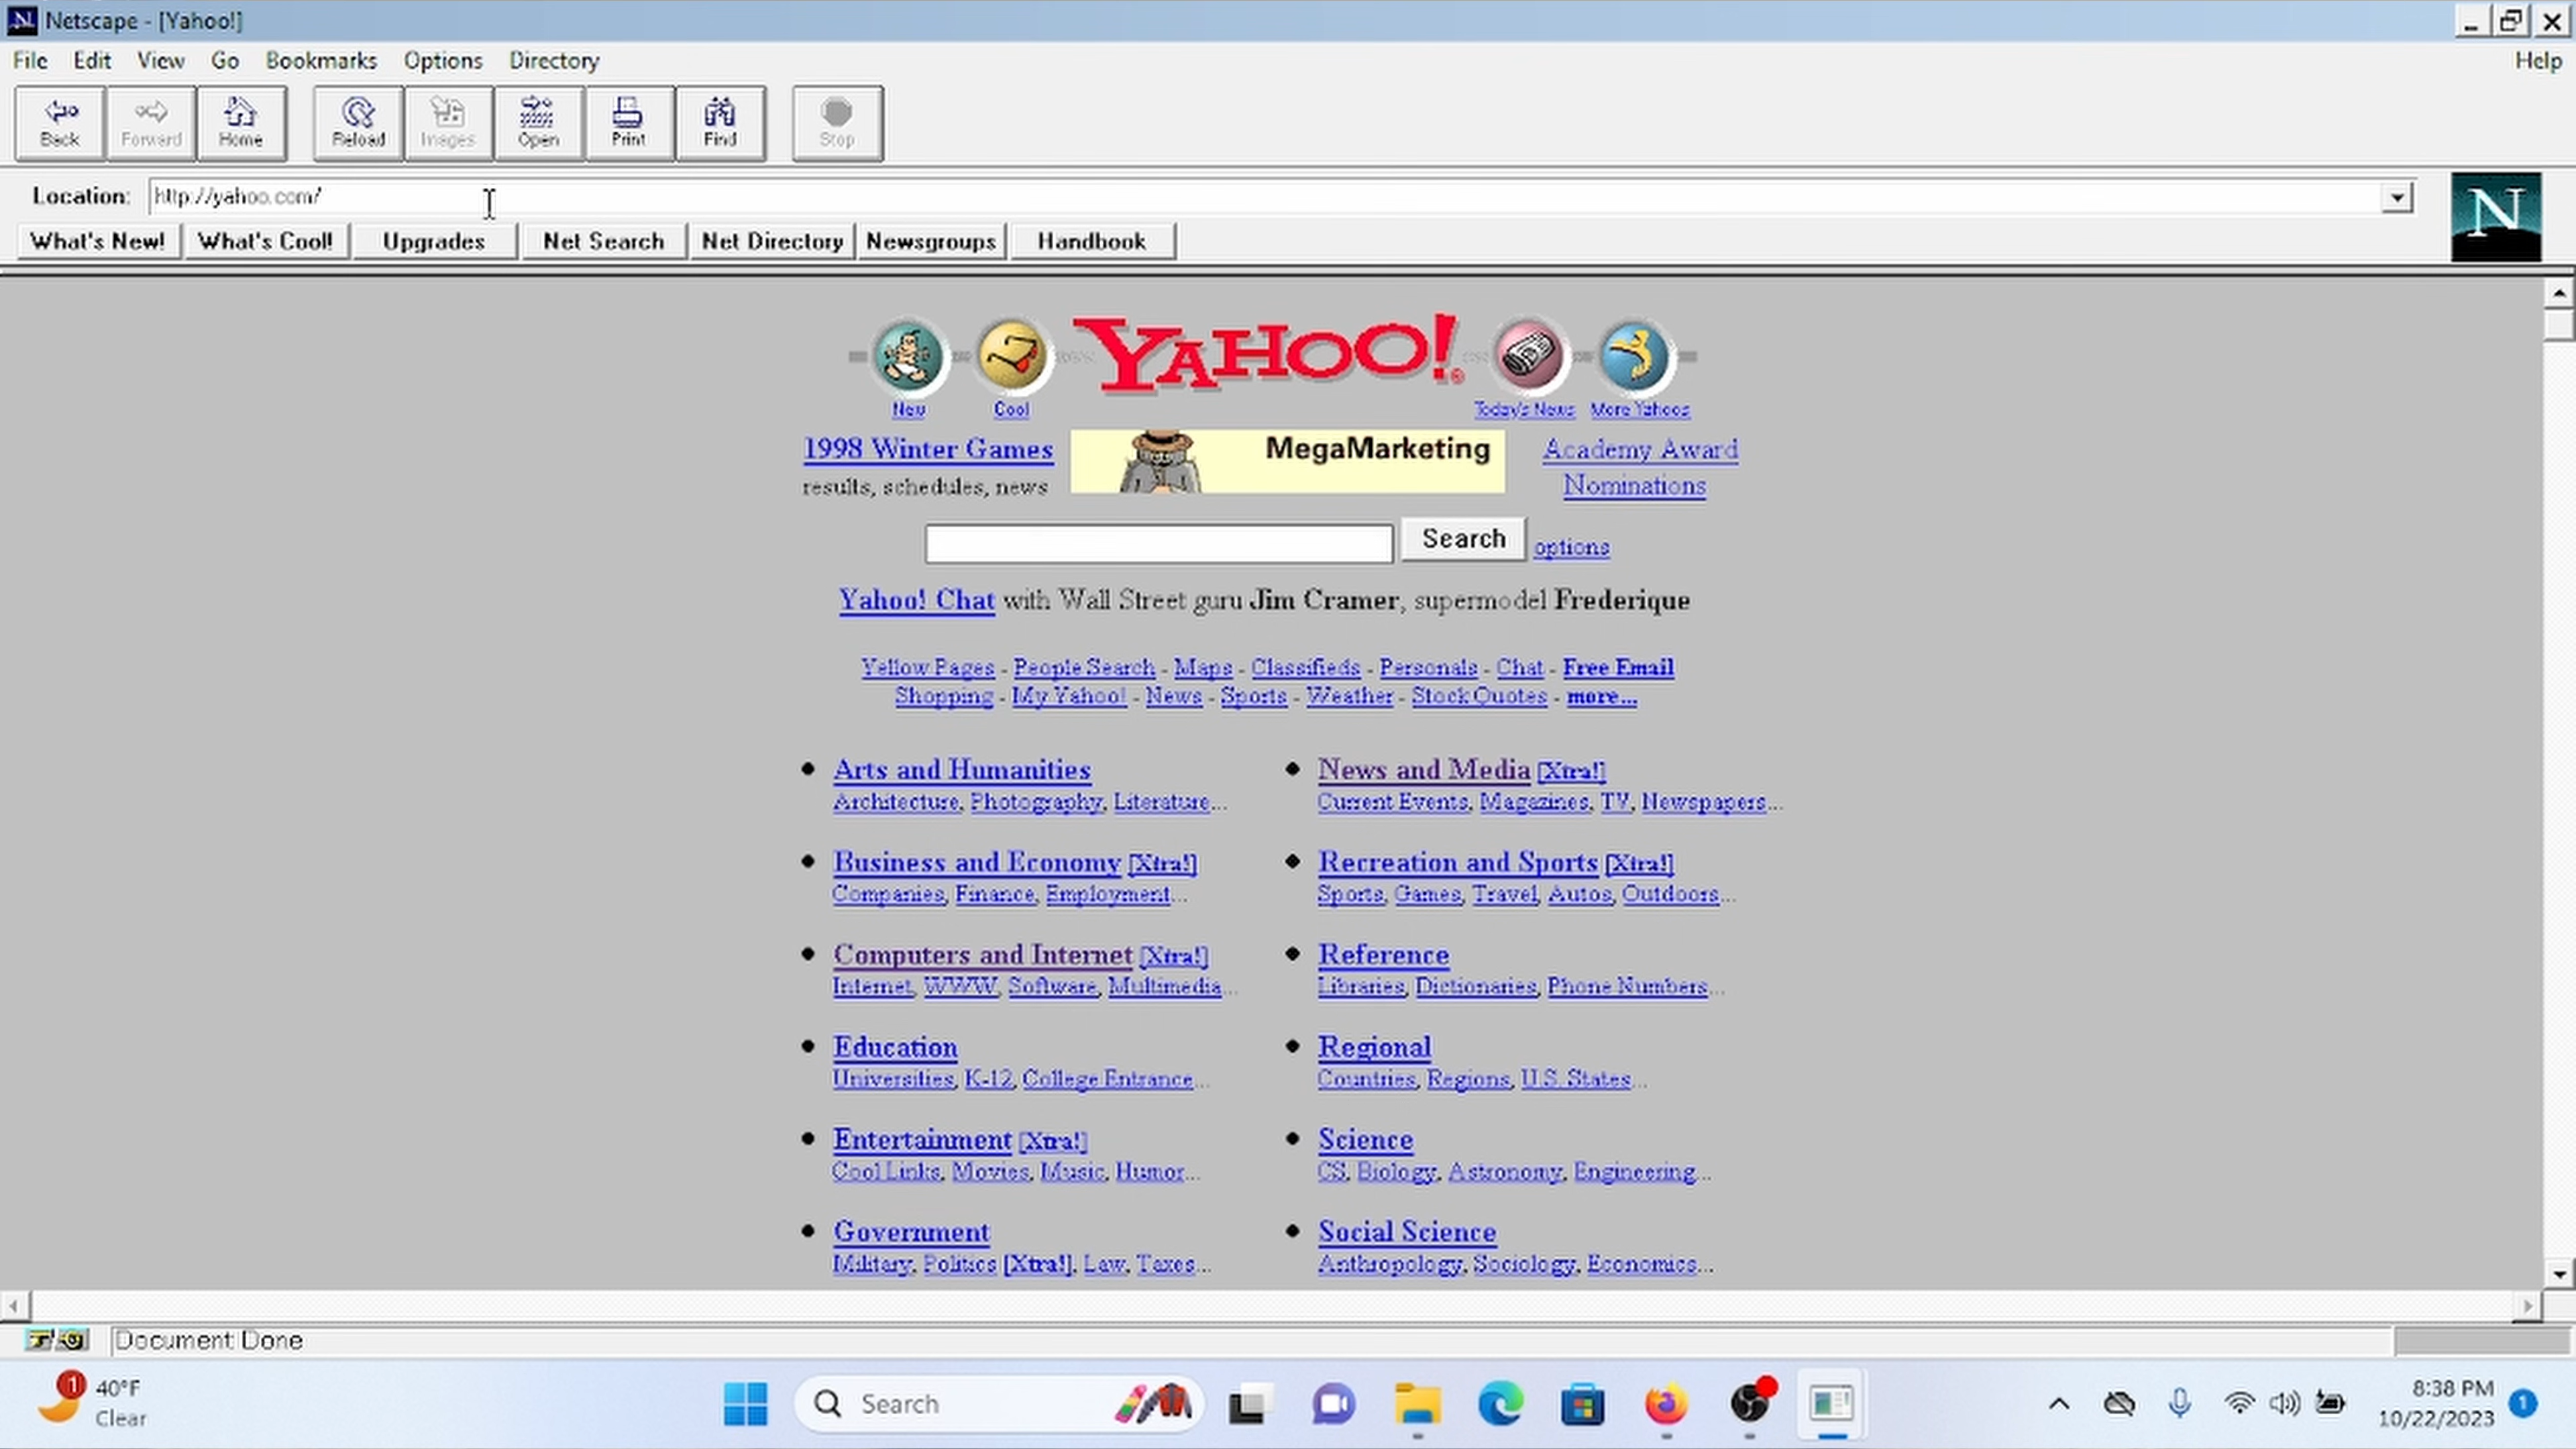 Netscape - [Yahoo!]
File Edit View Go Bookmarks Options Directory Help
Back Forward Home Reload Images Open Print Find Stop
Location: http://yahoo.com/
N
What's New! What's Cool! Upgrades Net Search Net Directory Newsgroups Handbook
YAHOO!®
New Cool Today's News More Yahoos
1998 Winter Games MegaMarketing Academy Award
results, schedules, news Nominations
Search options
Yahoo! Chat with Wall Street guru Jim Cramer, supermodel Frederique
Yellow Pages - People Search - Maps - Classifieds - Personals - Chat - Free Email
Shopping - My Yahoo! - News - Sports - Weather - Stock Quotes - more...
Arts and Humanities
Architecture, Photography, Literature...
News and Media [Xtra!]
Current Events, Magazines, TV, Newspapers...
Business and Economy [Xtra!]
Companies, Finance, Employment...
Recreation and Sports [Xtra!]
Sports, Games, Travel, Autos, Outdoors...
Computers and Internet [Xtra!]
Internet, WWW, Software, Multimedia...
Reference
Libraries, Dictionaries, Phone Numbers...
Education
Universities, K-12, College Entrance...
Regional
Countries, Regions, U.S. States...
Entertainment [Xtra!]
Cool Links, Movies, Music, Humor...
Science
CS, Biology, Astronomy, Engineering...
Government
Military, Politics [Xtra!], Law, Taxes...
Social Science
Anthropology, Sociology, Economics...
Document: Done
1 40°F
Clear
Search
8:38 PM
10/22/2023
1